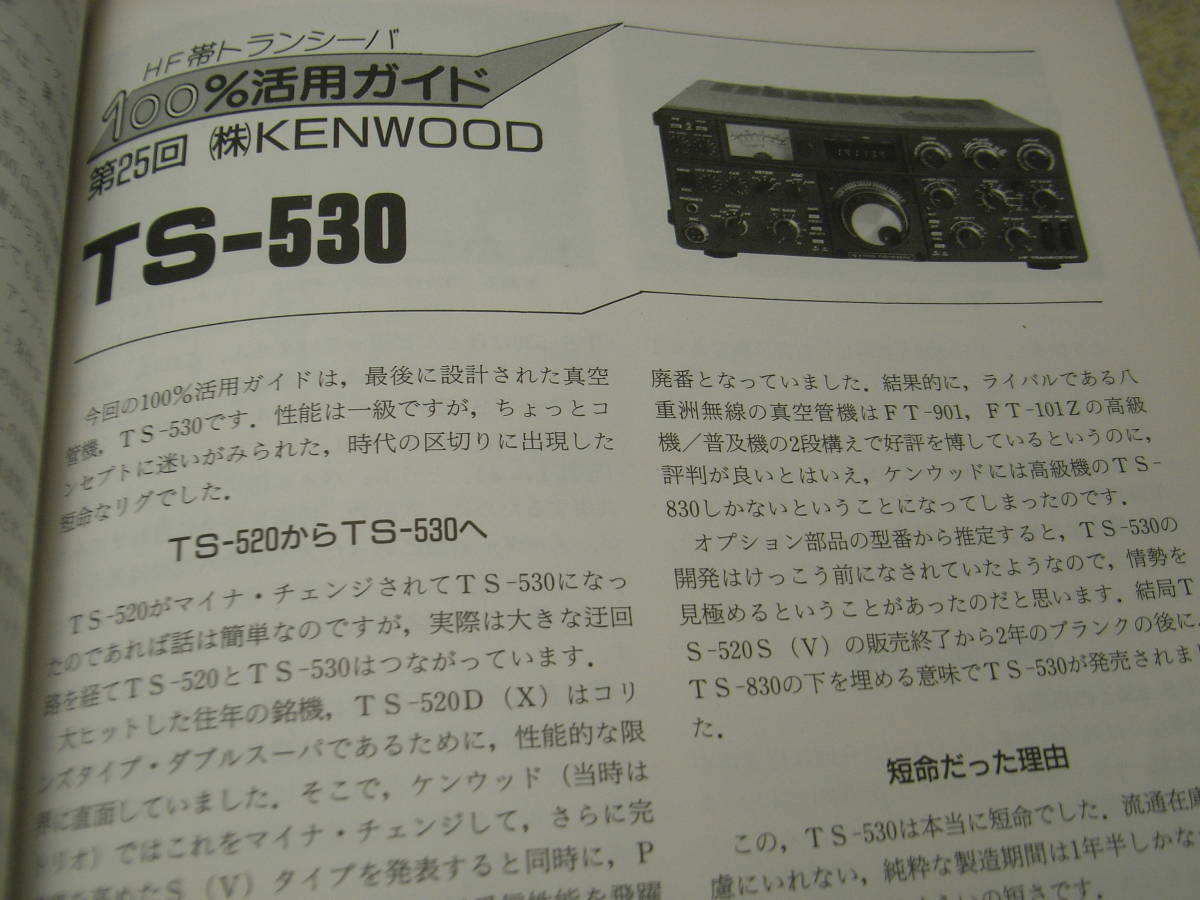 HF帯トランシーバ
100%活用ガイド
第25回 ㈱KENWOOD
TS-530
今回の100%活用ガイドは，最後に設計された真空
管機，TS-530です．性能は一級ですが，ちょっとコ
ンセプトに迷いがみられた，時代の区切りに出現した
短命なリグでした．
TS-520からTS-530へ
TS-520がマイナ・チェンジされてTS-530になっ
たのであれば話は簡単なのですが，実際は大きな迂回
路を経てTS-520とTS-530はつながっています．
大ヒットした往年の銘機，TS-520D（X）はコリ
ンズタイプ・ダブルスーパであるために，性能的な限
界に直面していました．そこで，ケンウッド（当時は
トリオ）ではこれをマイナ・チェンジして，さらに完
を高めたS（V）タイプを発表すると同時に，P
性能を飛躍
廃番となっていました．結果的に，ライバルである八
重洲無線の真空管機はFT-901，FT-101Zの高級
機／普及機の2段構えで好評を博しているというのに，
評判が良いとはいえ，ケンウッドには高級機のTS-
830しかないということになってしまったのです．
オプション部品の型番から推定すると，TS-530の
開発はけっこう前になされていたようなので，情勢を
見極めるということがあったのだと思います．結局T
S-520S（V）の販売終了から2年のブランクの後に，
TS-830の下を埋める意味でTS-530が発売されまし
た．
短命だった理由
この，TS-530は本当に短命でした．流通在庫
慮にいれない，純粋な製造期間は1年半しかな
いの短さです．